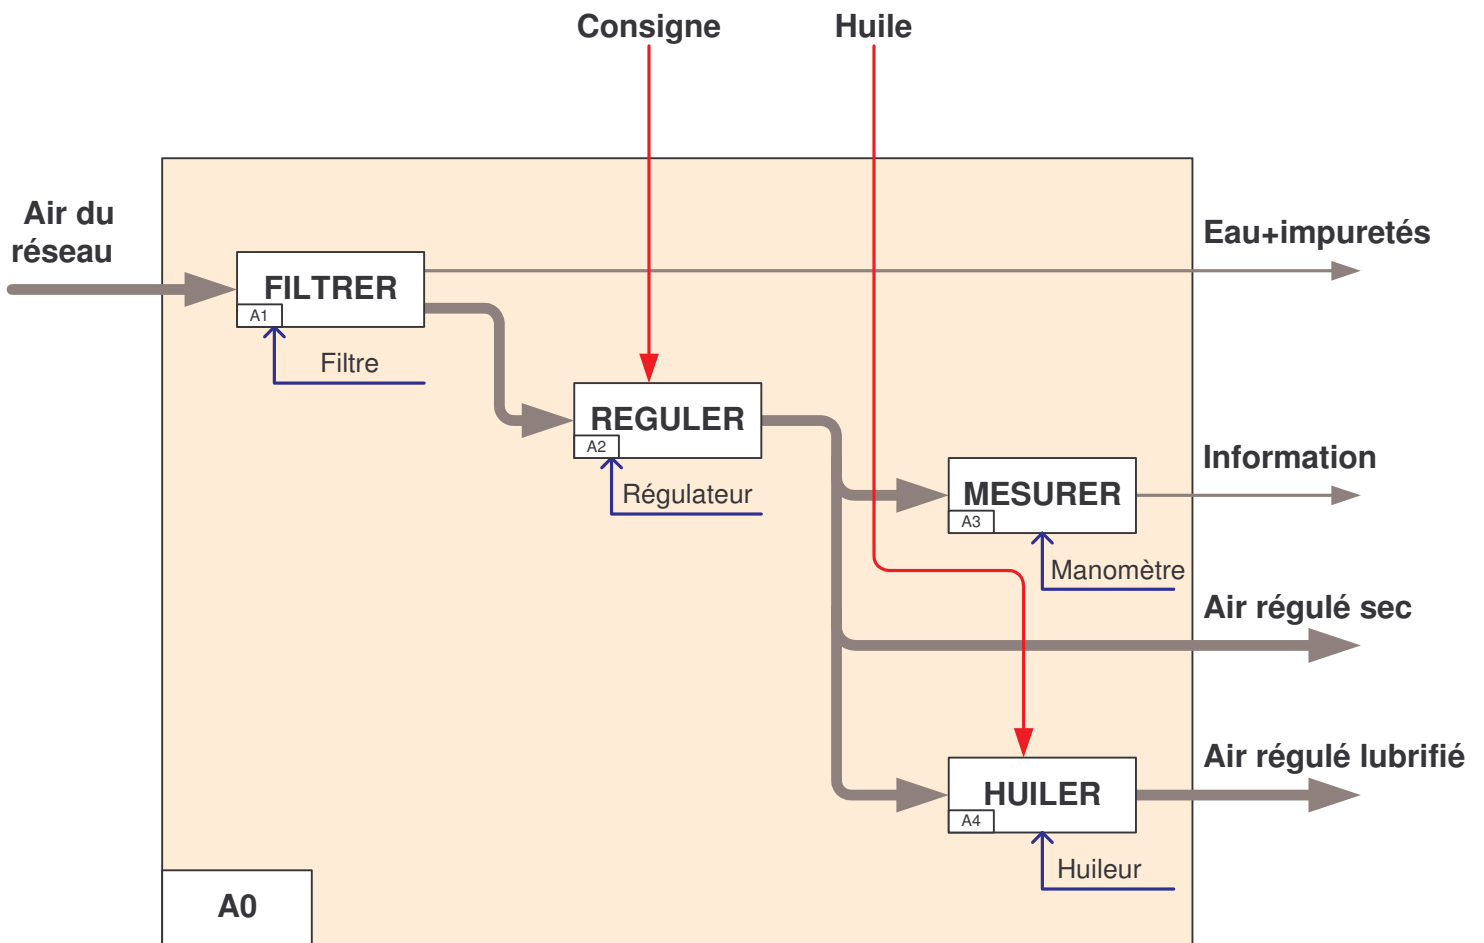 Consigne
Huile
Air du
réseau
Eau+impuretés
FILTRER
A1
Filtre
REGULER
A2
Régulateur
Information
MESURER
A3
Manomètre
Air régulé sec
Air régulé lubrifié
HUILER
A4
Huileur
A0